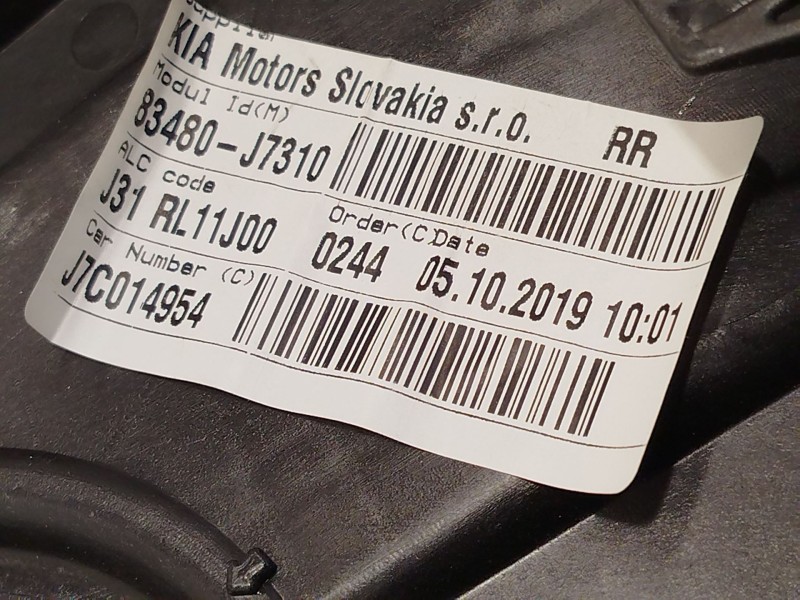 Supplier
KIA Motors Slovakia s.r.o. RR
Modul Id(M)
83480-J7310
ALC code Order(C)Date
J31 RL11J00 0244 05.10.2019 10:01
Car Number (C)
J7C014954